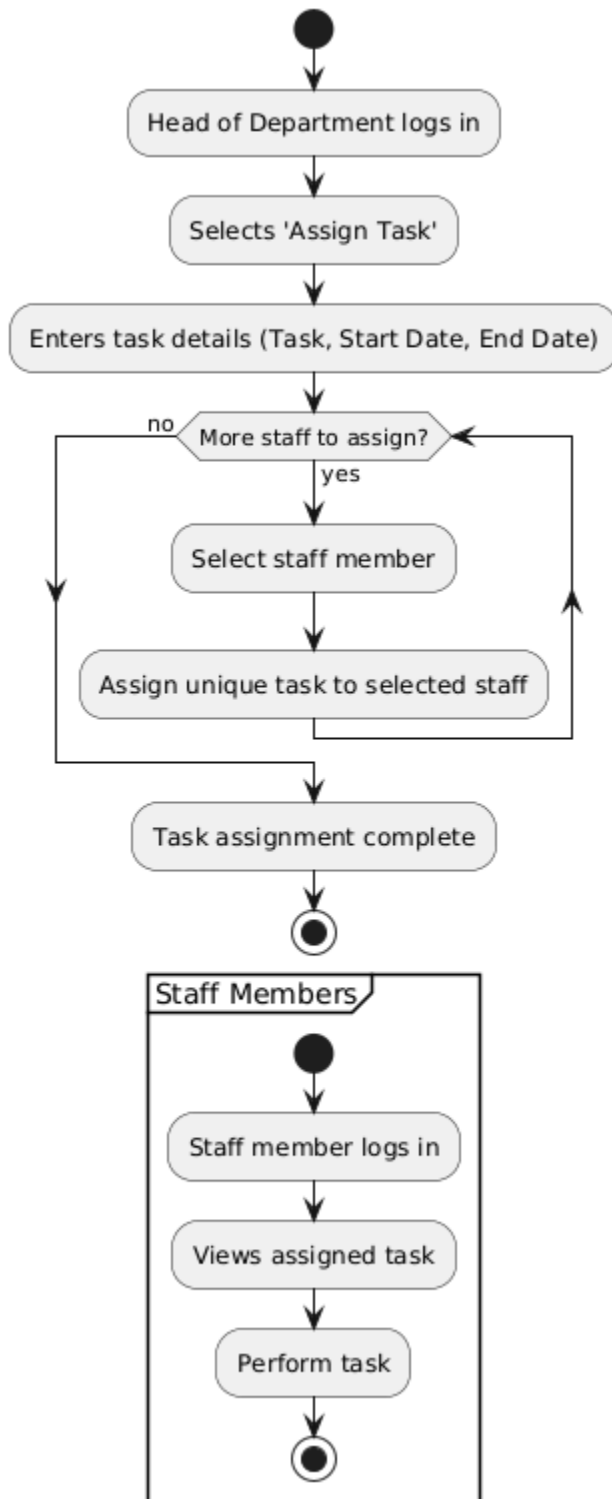 Head of Department logs in
Selects 'Assign Task'
Enters task details (Task, Start Date, End Date)
no
More staff to assign?
yes
Select staff member
Assign unique task to selected staff
Task assignment complete
Staff Members
Staff member logs in
Views assigned task
Perform task